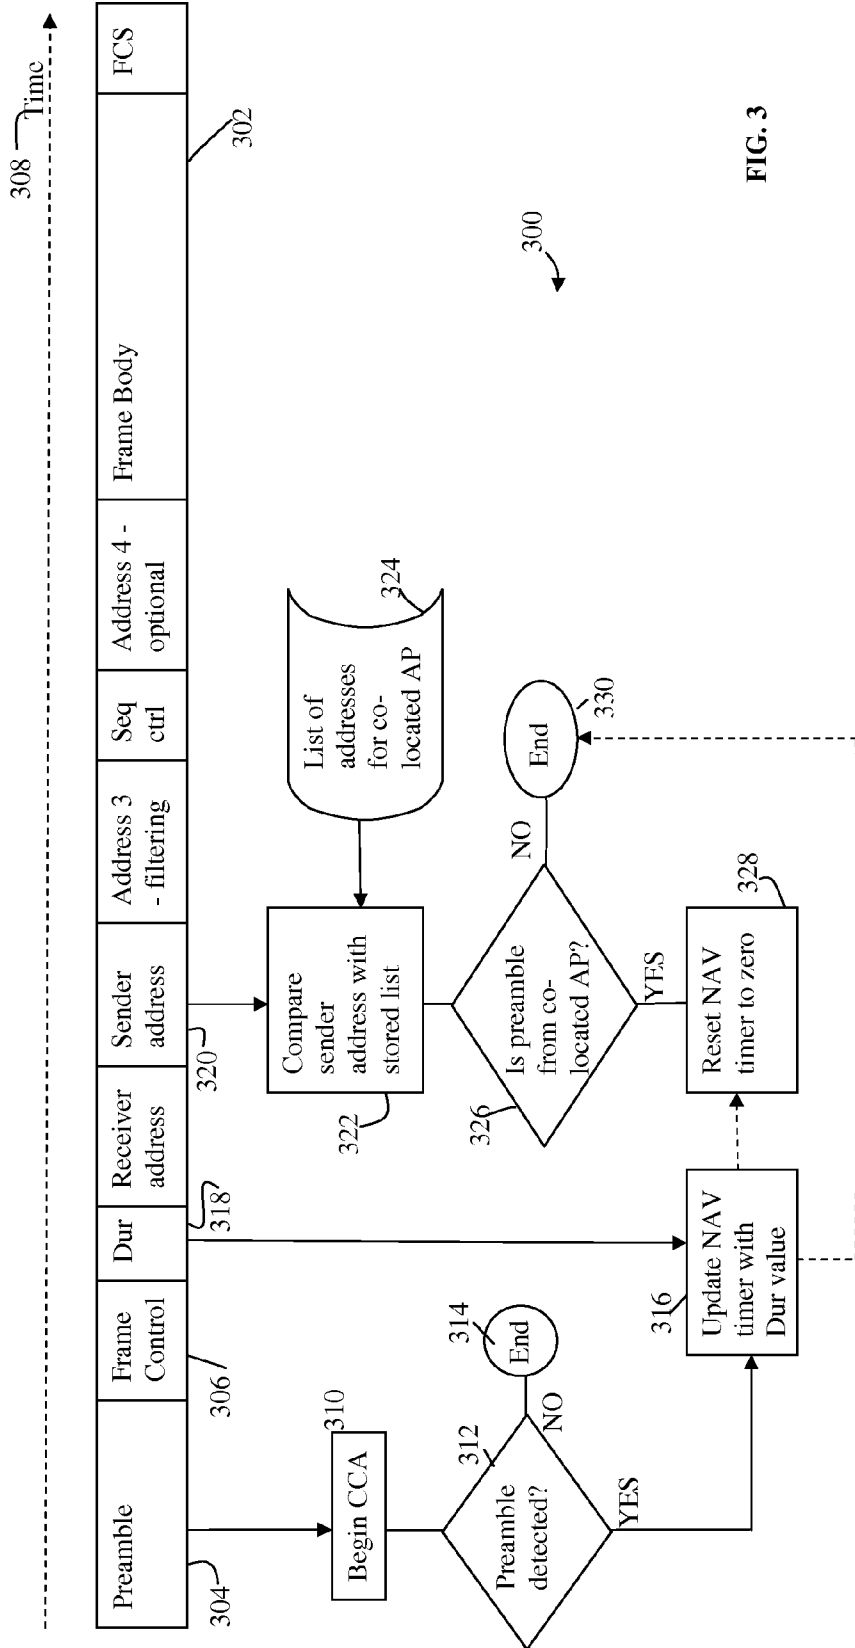 308
Time
Preamble
Frame
Control
Dur
Receiver
address
Sender
address
Address 3
- filtering
Seq
ctrl
Address 4 -
optional
Frame Body
FCS
304
306
318
320
302
310
Begin CCA
312
Preamble
detected?
NO
314
End
YES
316
Update NAV
timer with
Dur value
322
Compare
sender
address with
stored list
List of
addresses
for co-
located AP
324
326
Is preamble
from co-
located AP?
NO
End
330
YES
Reset NAV
timer to zero
328
300
FIG. 3